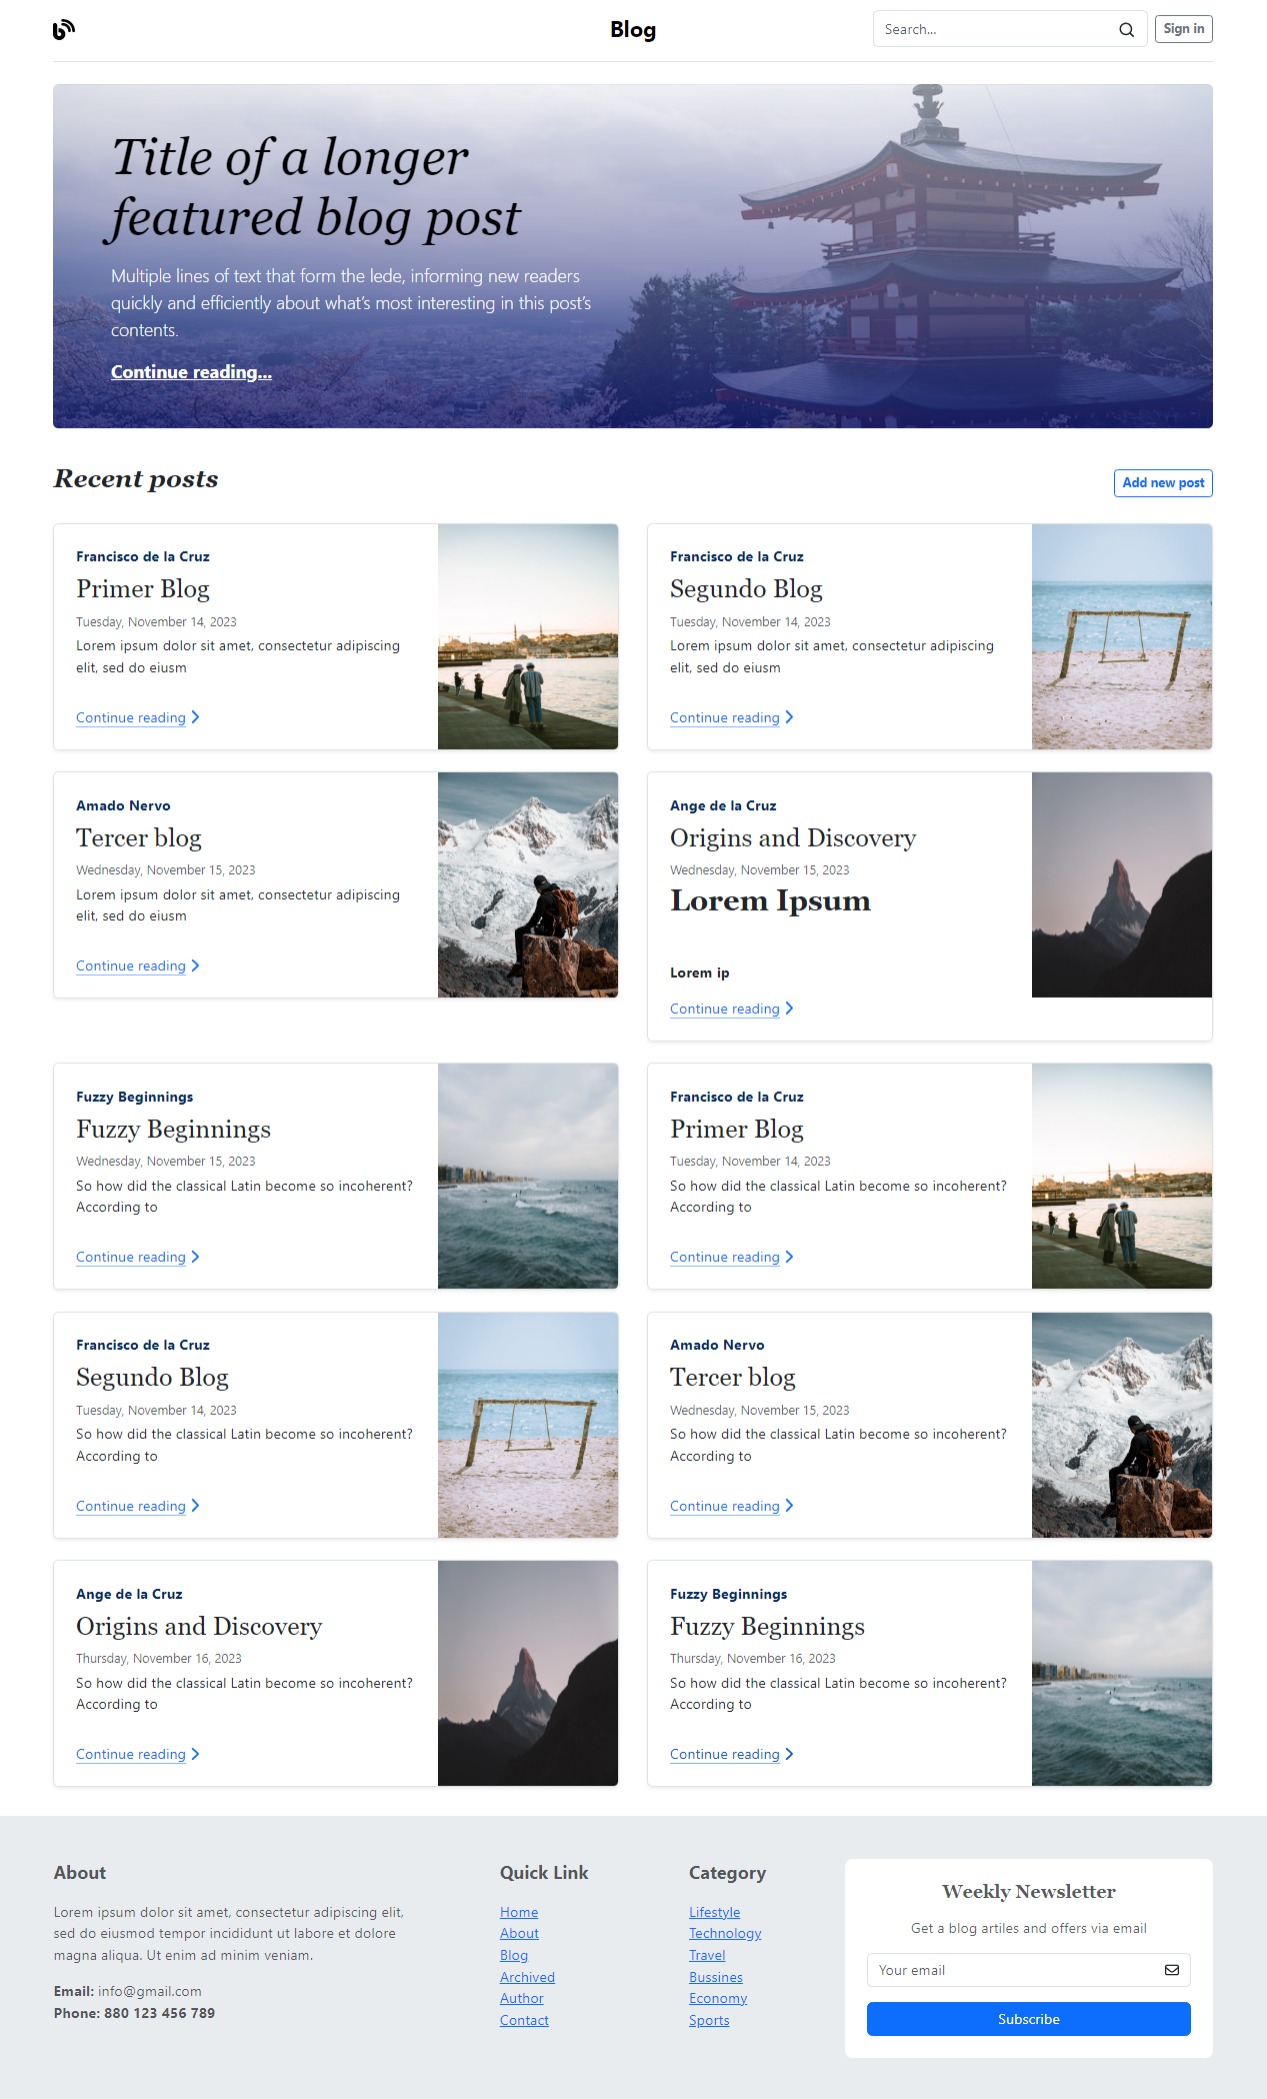 Blog
Search...
Sign in
Title of a longer
featured blog post
Multiple lines of text that form the lede, informing new readers
quickly and efficiently about what's most interesting in this post's
contents.
Continue reading...
Recent posts
Add new post
Francisco de la Cruz
Primer Blog
Tuesday, November 14, 2023
Lorem ipsum dolor sit amet, consectetur adipiscing
elit, sed do eiusm
Continue reading
Francisco de la Cruz
Segundo Blog
Tuesday, November 14, 2023
Lorem ipsum dolor sit amet, consectetur adipiscing
elit, sed do eiusm
Continue reading
Amado Nervo
Tercer blog
Wednesday, November 15, 2023
Lorem ipsum dolor sit amet, consectetur adipiscing
elit, sed do eiusm
Continue reading
Ange de la Cruz
Origins and Discovery
Wednesday, November 15, 2023
Lorem Ipsum
Lorem ip
Continue reading
Fuzzy Beginnings
Fuzzy Beginnings
Wednesday, November 15, 2023
So how did the classical Latin become so incoherent?
According to
Continue reading
Francisco de la Cruz
Primer Blog
Tuesday, November 14, 2023
So how did the classical Latin become so incoherent?
According to
Continue reading
Francisco de la Cruz
Segundo Blog
Tuesday, November 14, 2023
So how did the classical Latin become so incoherent?
According to
Continue reading
Amado Nervo
Tercer blog
Wednesday, November 15, 2023
So how did the classical Latin become so incoherent?
According to
Continue reading
Ange de la Cruz
Origins and Discovery
Thursday, November 16, 2023
So how did the classical Latin become so incoherent?
According to
Continue reading
Fuzzy Beginnings
Fuzzy Beginnings
Thursday, November 16, 2023
So how did the classical Latin become so incoherent?
According to
Continue reading
About
Lorem ipsum dolor sit amet, consectetur adipiscing elit,
sed do eiusmod tempor incididunt ut labore et dolore
magna aliqua. Ut enim ad minim veniam.
Email: info@gmail.com
Phone: 880 123 456 789
Quick Link
Home
About
Blog
Archived
Author
Contact
Category
Lifestyle
Technology
Travel
Bussines
Economy
Sports
Weekly Newsletter
Get a blog artiles and offers via email
Your email
Subscribe